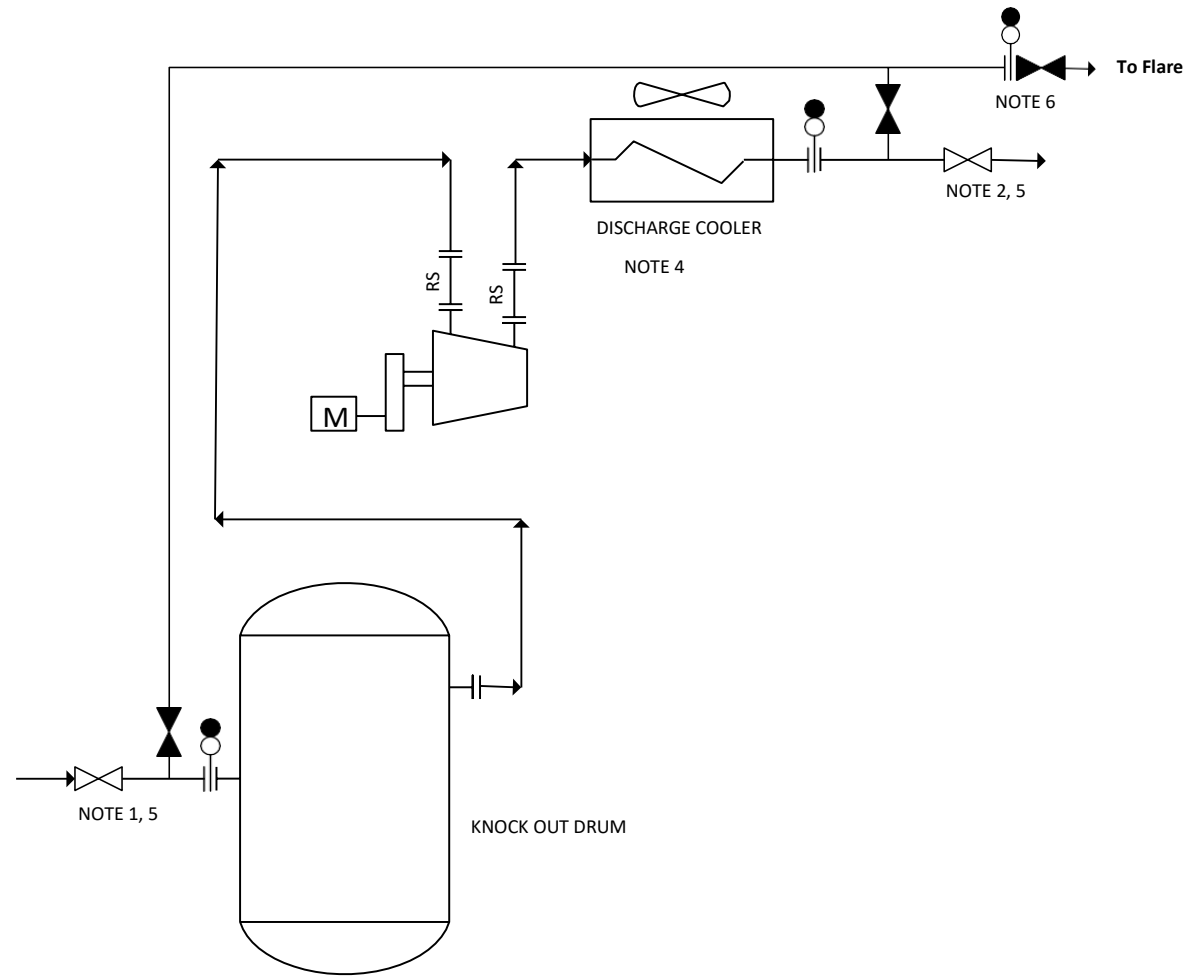 To Flare
NOTE 6
NOTE 2, 5
DISCHARGE COOLER
NOTE 4
RS
RS
M
NOTE 1, 5
KNOCK OUT DRUM